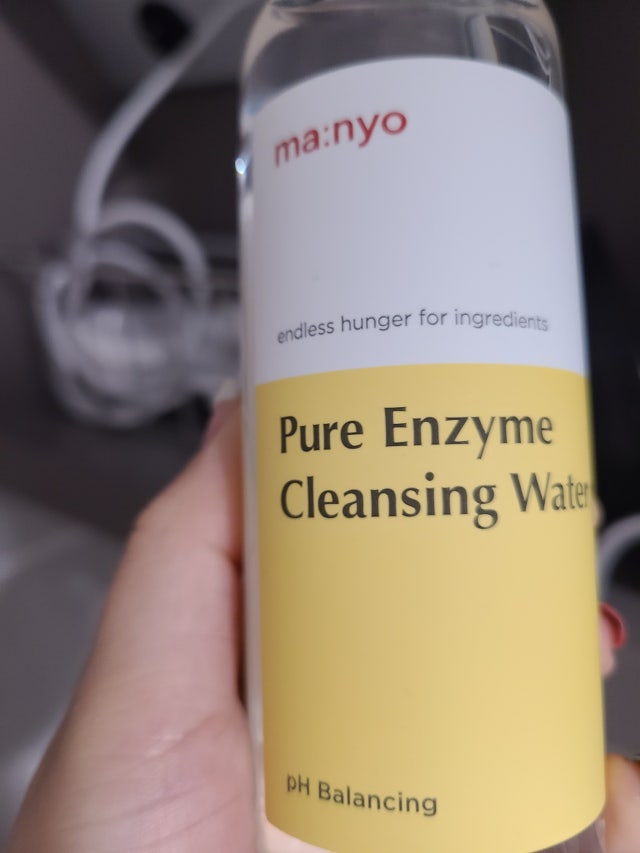 ma:nyo
endless hunger for ingredients
Pure Enzyme
Cleansing Water
pH Balancing